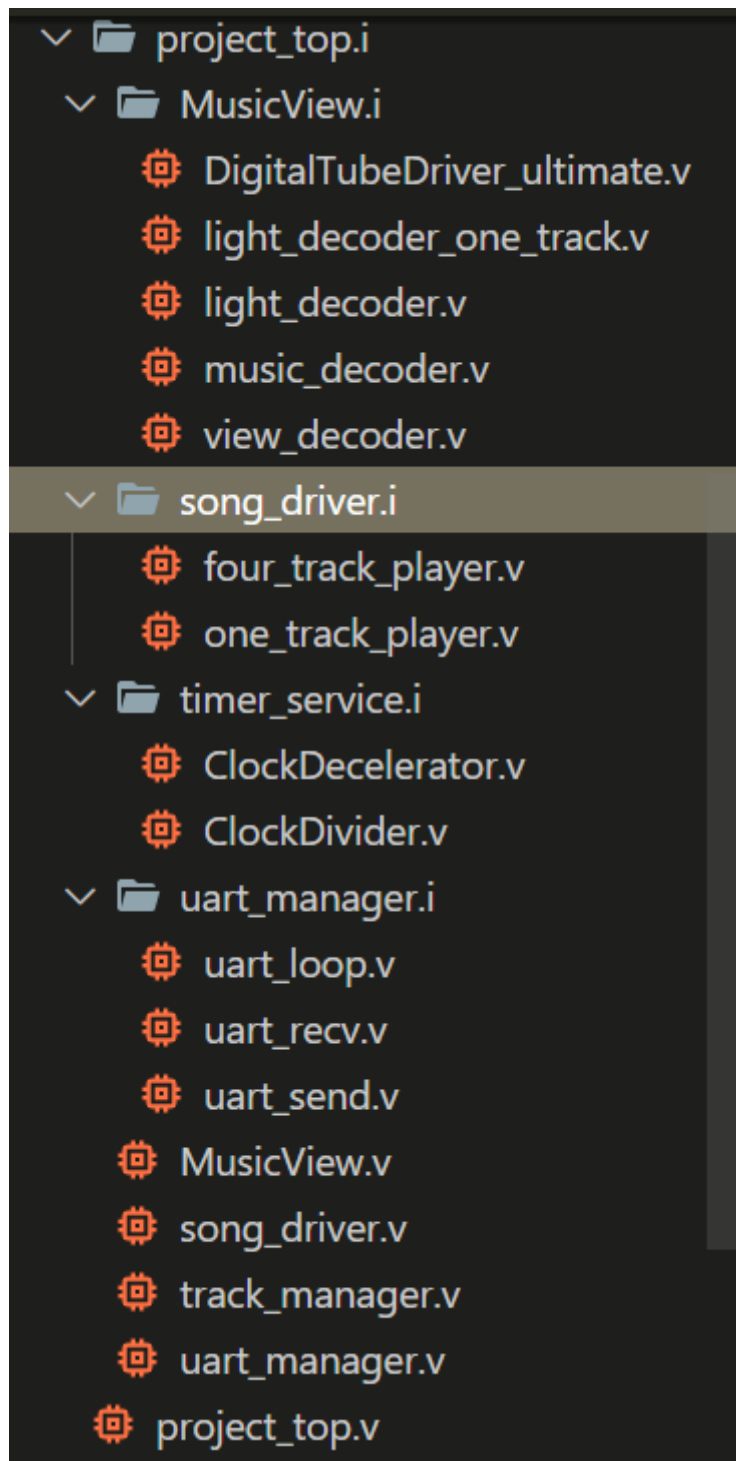 project_top.i
MusicView.i
DigitalTubeDriver_ultimate.v
light_decoder_one_track.v
light_decoder.v
music_decoder.v
view_decoder.v
song_driver.i
four_track_player.v
one_track_player.v
timer_service.i
ClockDecelerator.v
ClockDivider.v
uart_manager.i
uart_loop.v
uart_recv.v
uart_send.v
MusicView.v
song_driver.v
track_manager.v
uart_manager.v
project_top.v